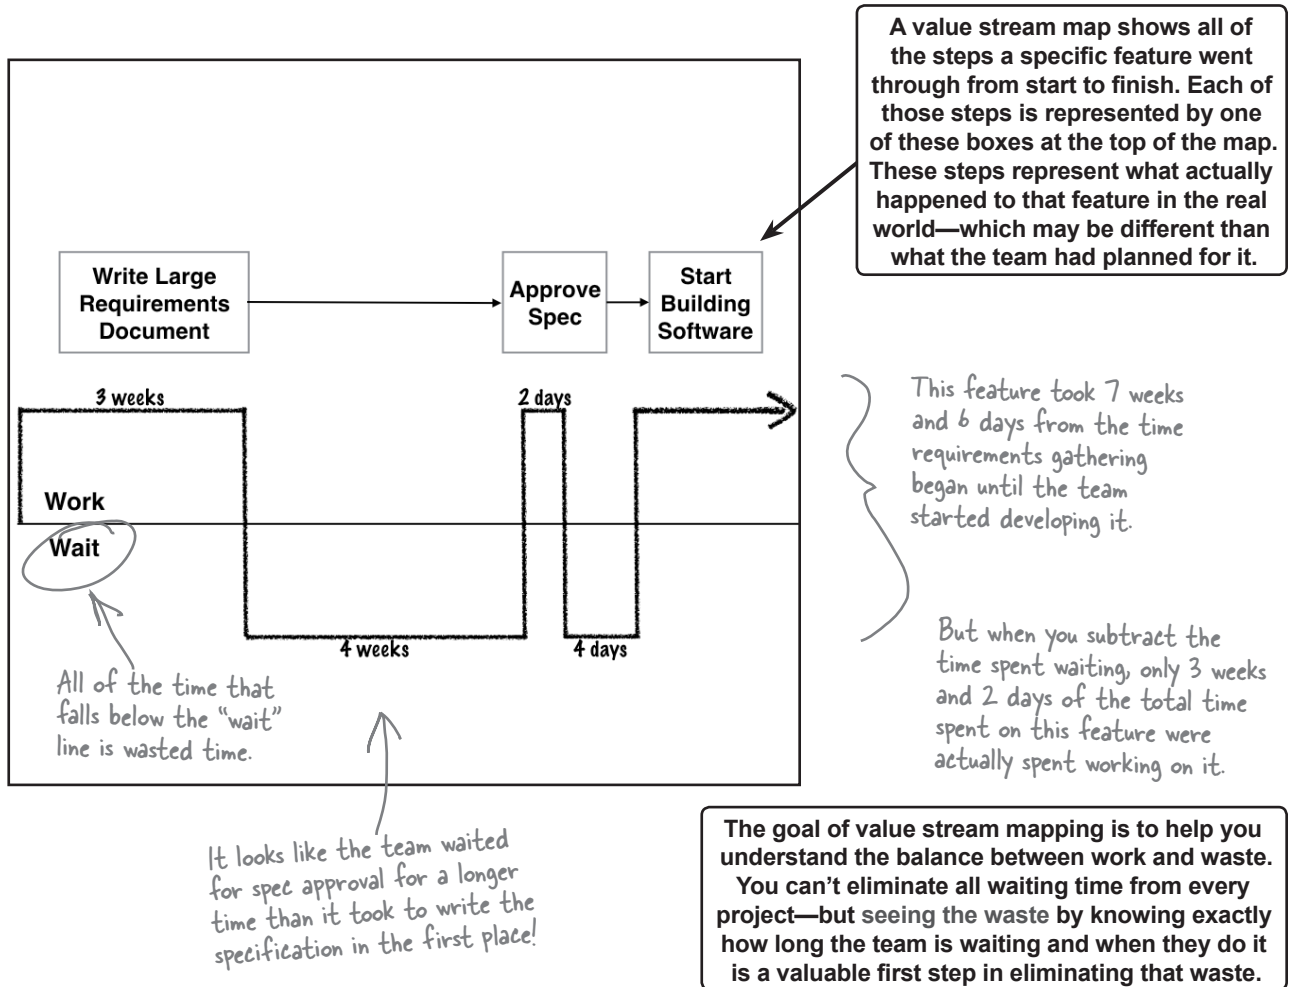 A value stream map shows all of
the steps a specific feature went
through from start to finish. Each of
those steps is represented by one
of these boxes at the top of the map.
These steps represent what actually
happened to that feature in the real
world—which may be different than
what the team had planned for it.
Write Large
Requirements
Document
Approve
Spec
Start
Building
Software
3 weeks
2 days
Work
Wait
4 weeks
4 days
This feature took 7 weeks
and 6 days from the time
requirements gathering
began until the team
started developing it.
But when you subtract the
time spent waiting, only 3 weeks
and 2 days of the total time
spent on this feature were
actually spent working on it.
All of the time that
falls below the “wait”
line is wasted time.
It looks like the team waited
for spec approval for a longer
time than it took to write the
specification in the first place!
The goal of value stream mapping is to help you
understand the balance between work and waste.
You can’t eliminate all waiting time from every
project—but seeing the waste by knowing exactly
how long the team is waiting and when they do it
is a valuable first step in eliminating that waste.